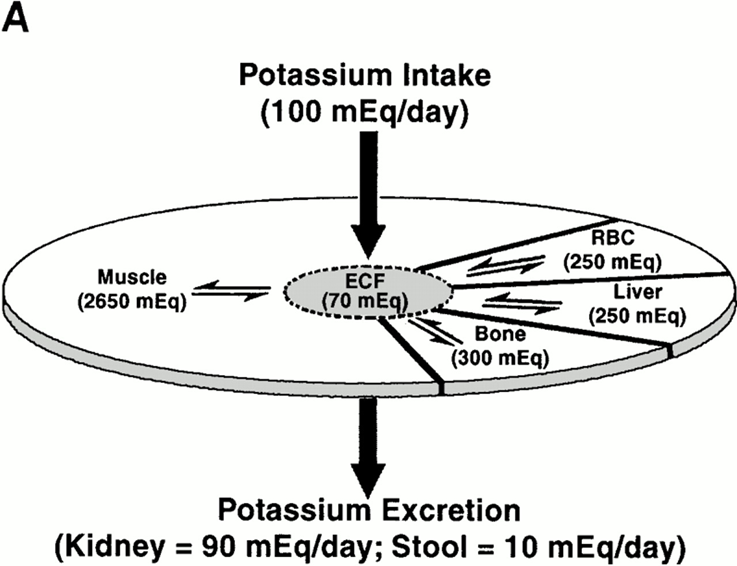 A
Potassium Intake
(100 mEq/day)
RBC
(250 mEq)
Muscle
(2650 mEq)
ECF
(70 mEq)
Liver
(250 mEq)
Bone
(300 mEq)
Potassium Excretion
(Kidney = 90 mEq/day; Stool = 10 mEq/day)